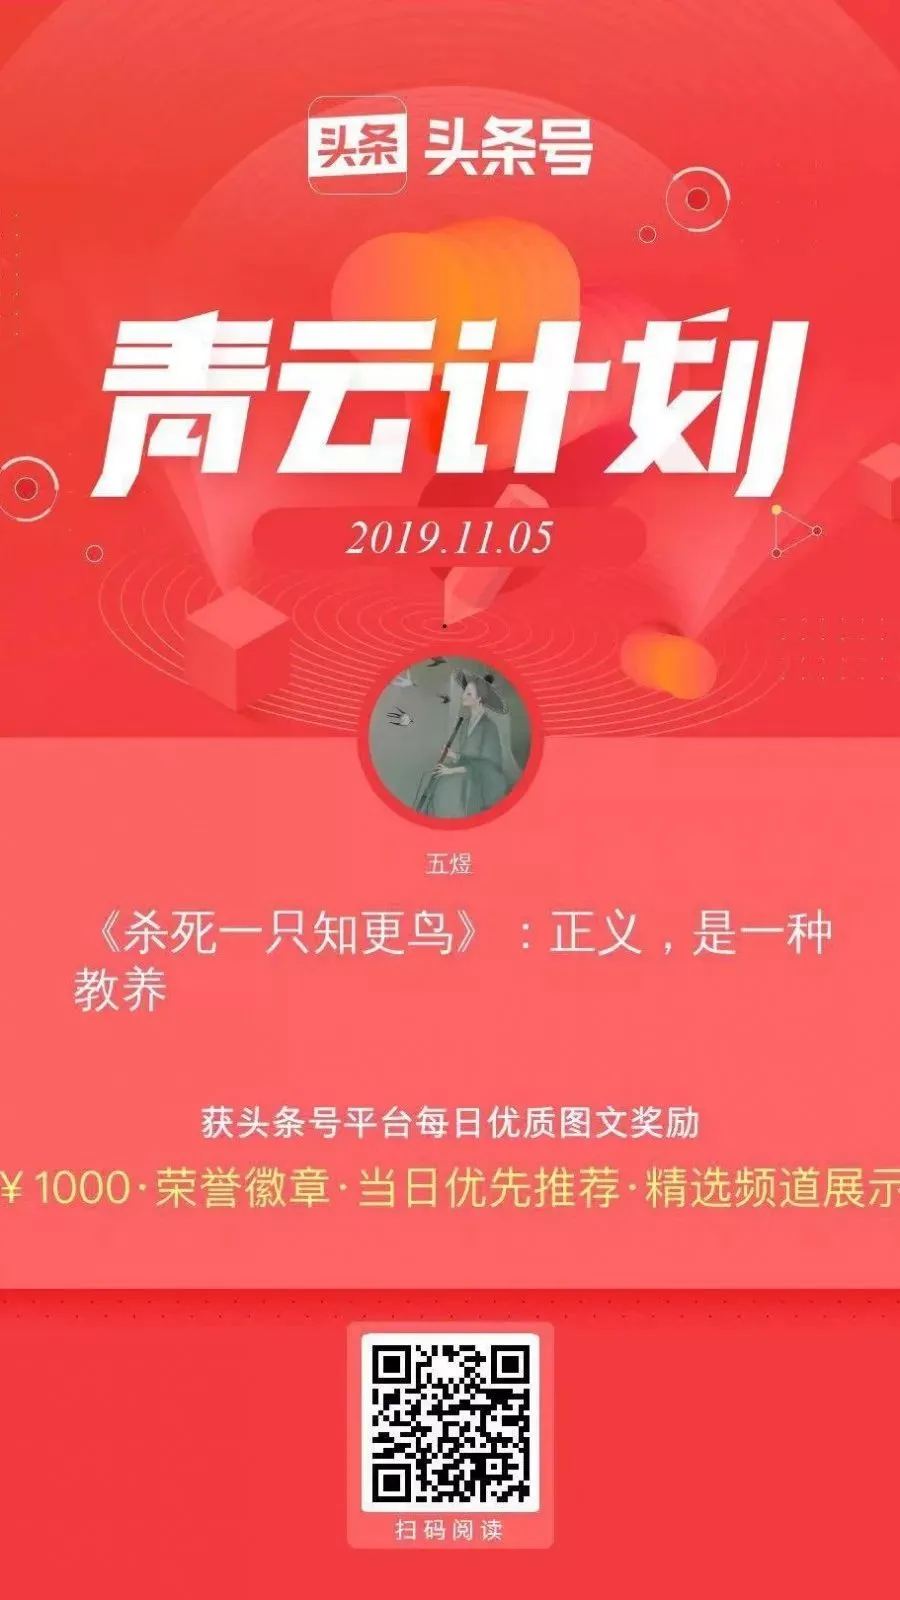 头条 头条号
青云计划
2019.11.05
五煜
《杀死一只知更鸟》：正义，是一种
教养
获头条号平台每日优质图文奖励
¥1000·荣誉徽章·当日优先推荐·精选频道展示
扫码阅读